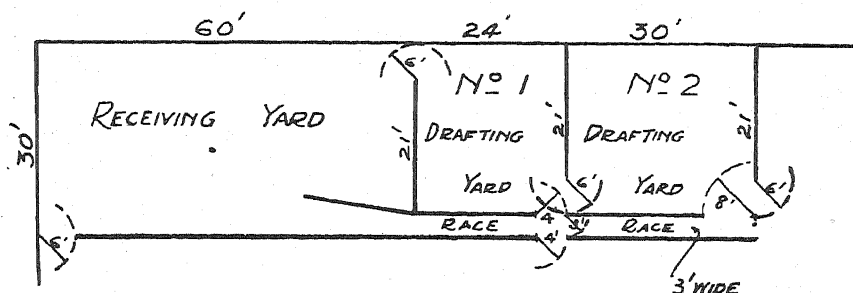 60' 24' 30'
6'
Nº 1 Nº 2
RECEIVING YARD
30'
21' 21' 21'
DRAFTING DRAFTING
YARD YARD
6' 6'
8'
4'
RACE RACE
6'
4'
3' WIDE